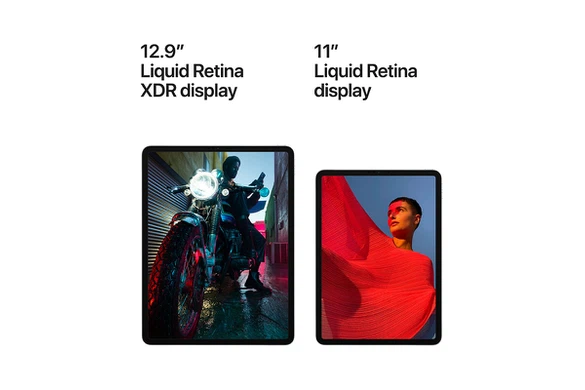 12.9”
Liquid Retina
XDR display
11”
Liquid Retina
display